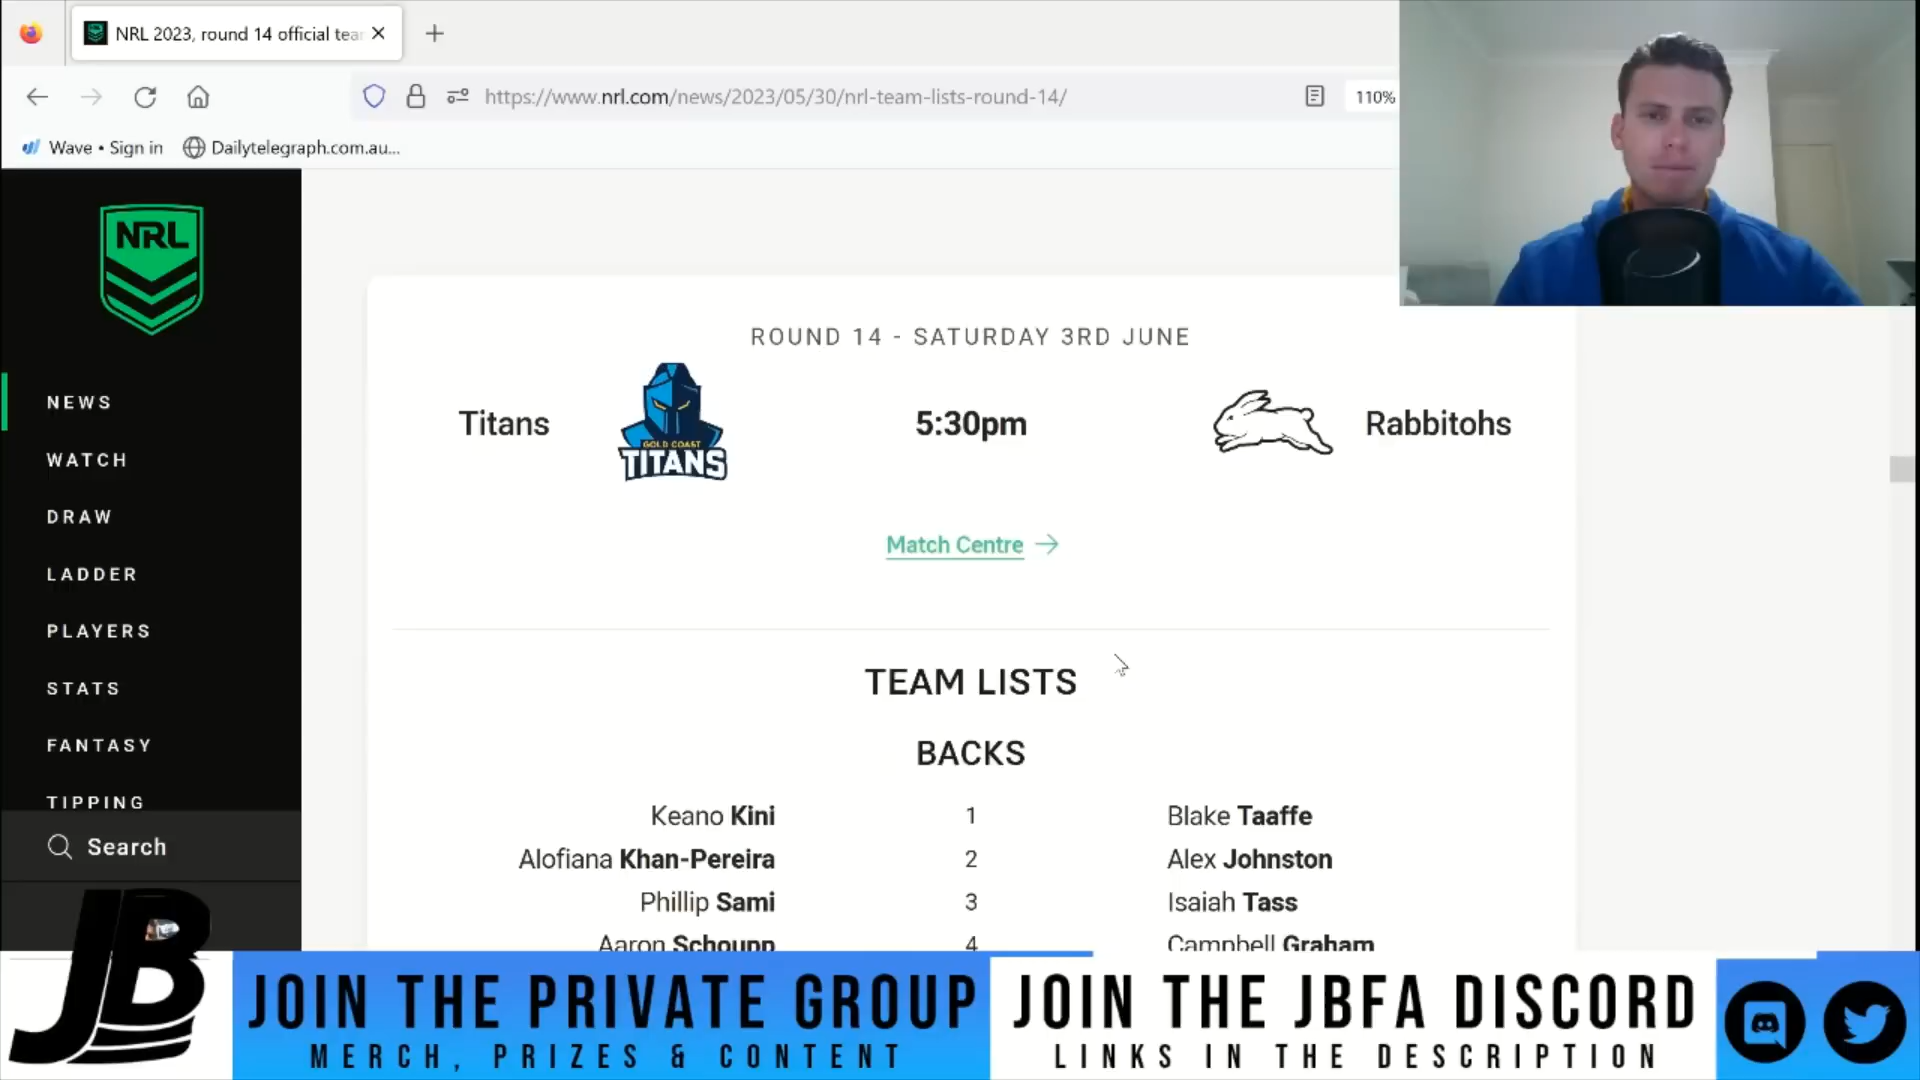 NRL 2023, round 14 official tea
https://www.nrl.com/news/2023/05/30/nrl-team-lists-round-14/
110%
Wave • Sign in
Dailytelegraph.com.au...
NRL
NEWS
WATCH
DRAW
LADDER
PLAYERS
STATS
FANTASY
TIPPING
Search
ROUND 14 - SATURDAY 3RD JUNE
Titans
GOLD COAST
TITANS
5:30pm
Rabbitohs
Match Centre
TEAM LISTS
BACKS
Keano Kini 1 Blake Taaffe
Alofiana Khan-Pereira 2 Alex Johnston
Phillip Sami 3 Isaiah Tass
Aaron Schoupp 4 Campbell Graham
JB
JOIN THE PRIVATE GROUP
MERCH, PRIZES & CONTENT
JOIN THE JBFA DISCORD
LINKS IN THE DESCRIPTION